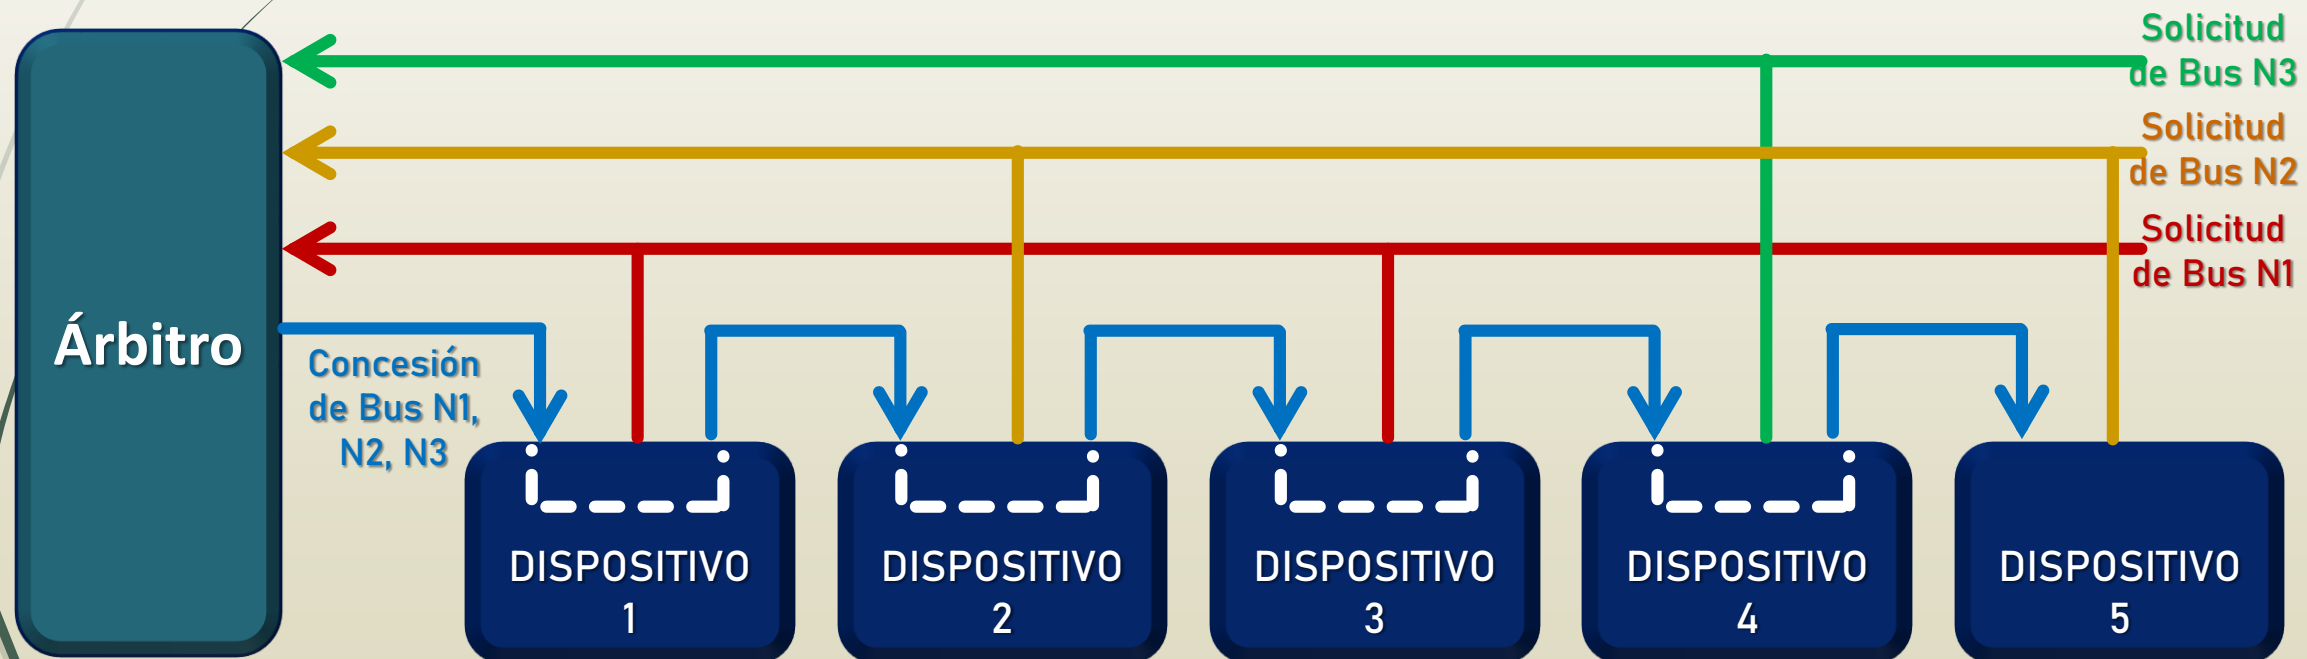 Solicitud
de Bus N3
Solicitud
de Bus N2
Solicitud
de Bus N1
Árbitro
Concesión
de Bus N1,
N2, N3
DISPOSITIVO
1
DISPOSITIVO
2
DISPOSITIVO
3
DISPOSITIVO
4
DISPOSITIVO
5